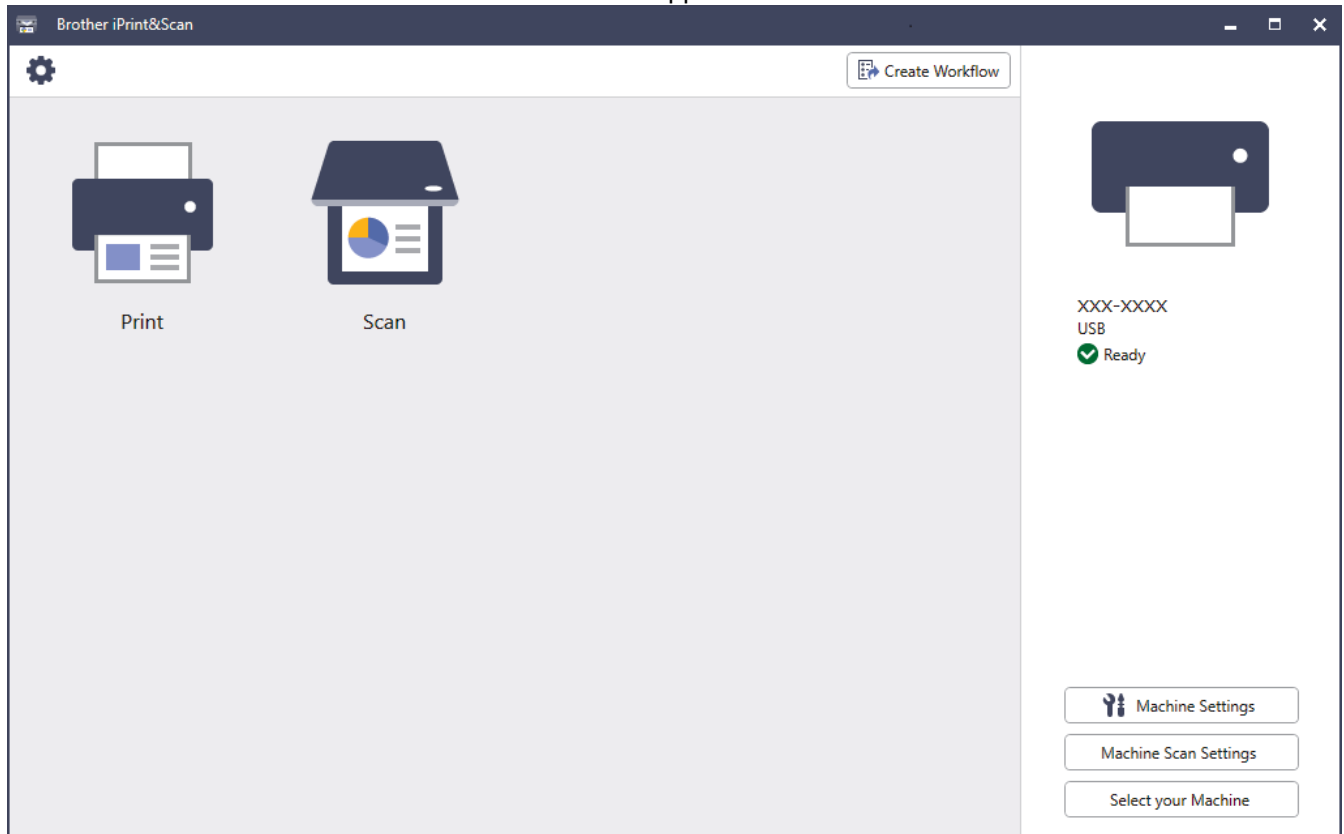 Brother iPrint&Scan
Create Workflow
Print
Scan
XXX-XXXX
USB
Ready
Machine Settings
Machine Scan Settings
Select your Machine